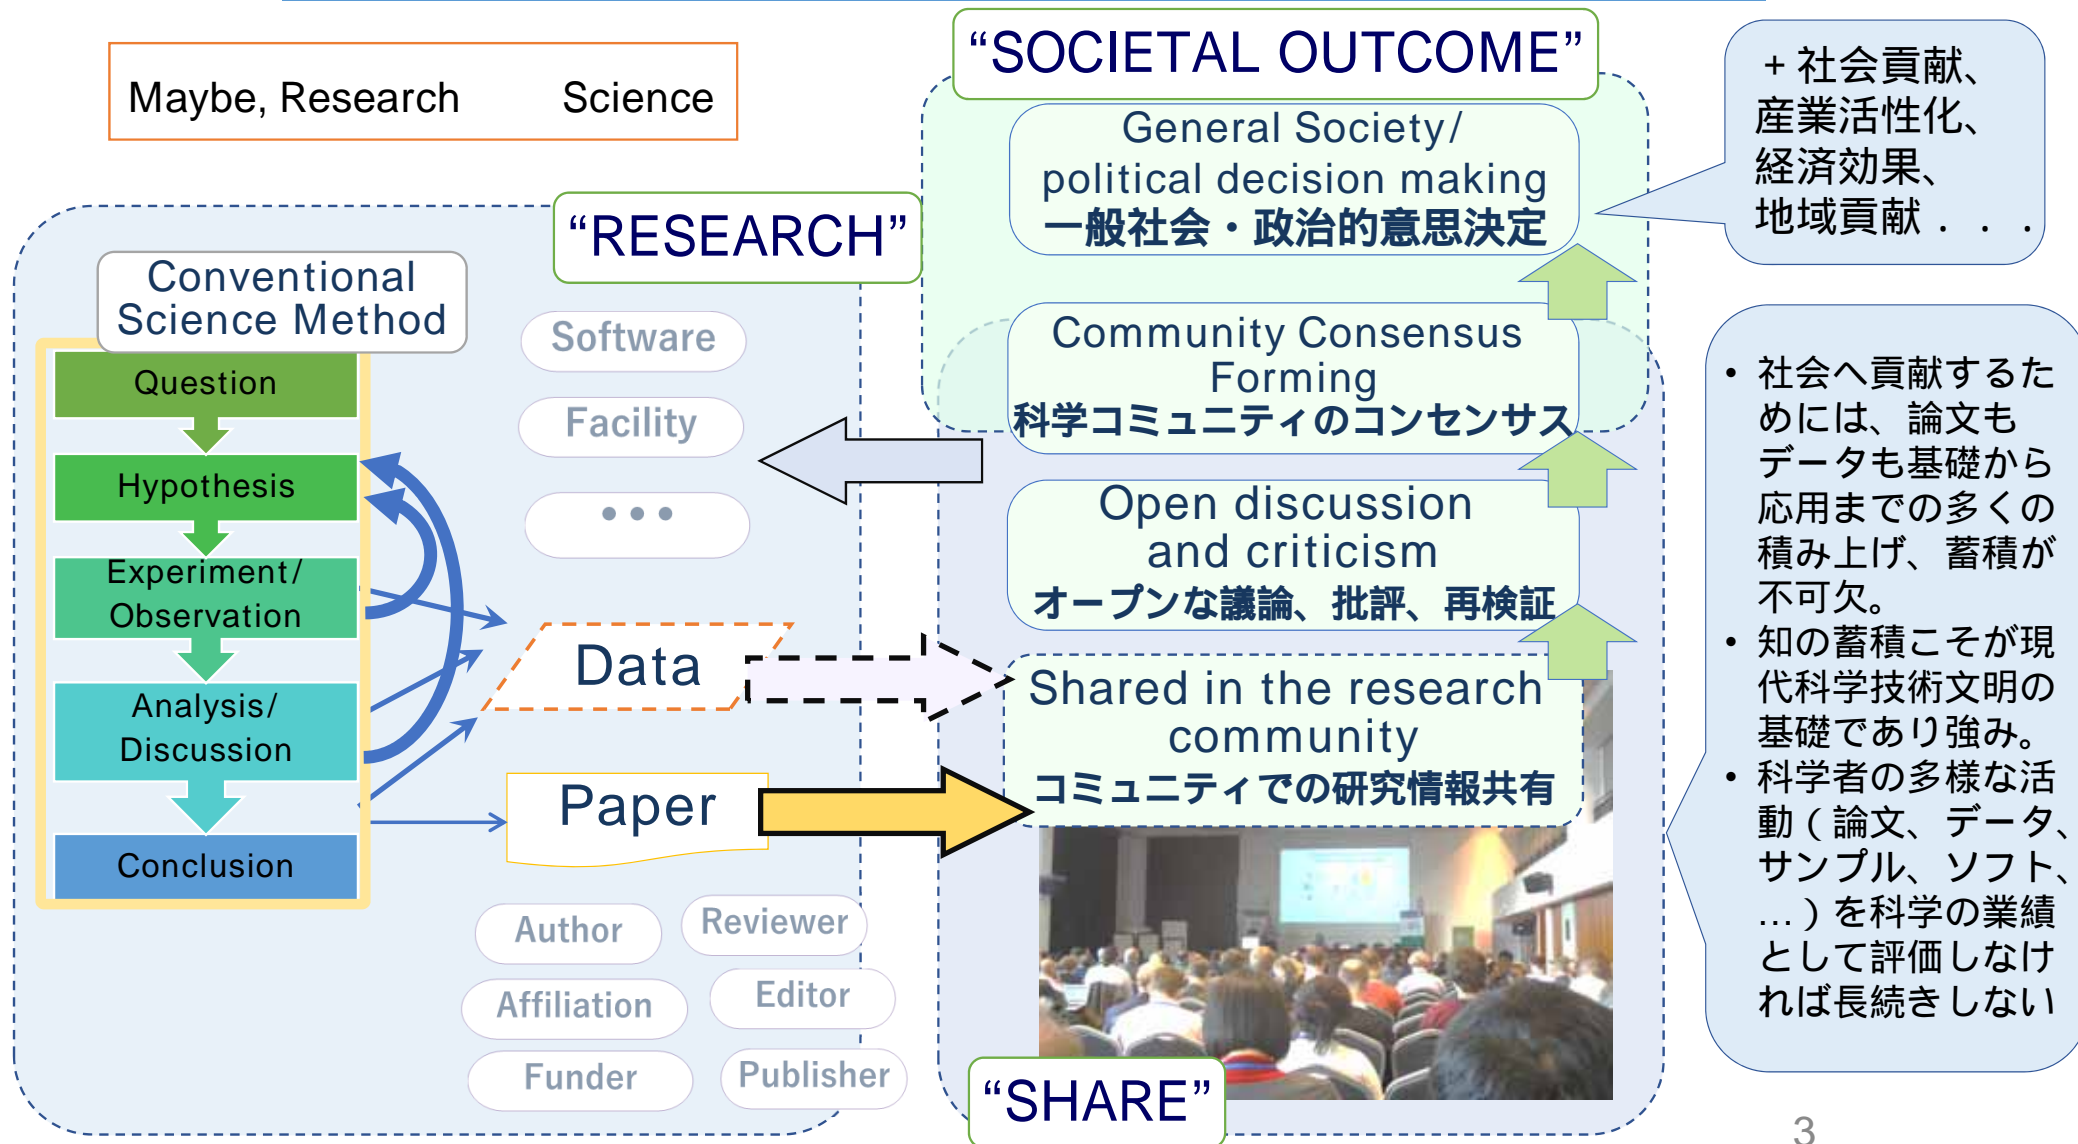 Maybe, Research Science
“RESEARCH”
Conventional
Science Method
Question
Hypothesis
Experiment/
Observation
Analysis/
Discussion
Conclusion
Software
Facility
•••
Data
Paper
Author
Reviewer
Affiliation
Editor
Funder
Publisher
“SOCIETAL OUTCOME”
General Society/
political decision making
一般社会・政治的意思決定
Community Consensus
Forming
科学コミュニティのコンセンサス
Open discussion
and criticism
オープンな議論、批評、再検証
Shared in the research
community
コミュニティでの研究情報共有
“SHARE”
+社会貢献、
産業活性化、
経済効果、
地域貢献．．．
• 社会へ貢献するた
めには、論文も
データも基礎から
応用までの多くの
積み上げ、蓄積が
不可欠。
• 知の蓄積こそが現
代科学技術文明の
基礎であり強み。
• 科学者の多様な活
動（論文、データ、
サンプル、ソフト、
…）を科学の業績
として評価しなけ
れば長続きしない
3